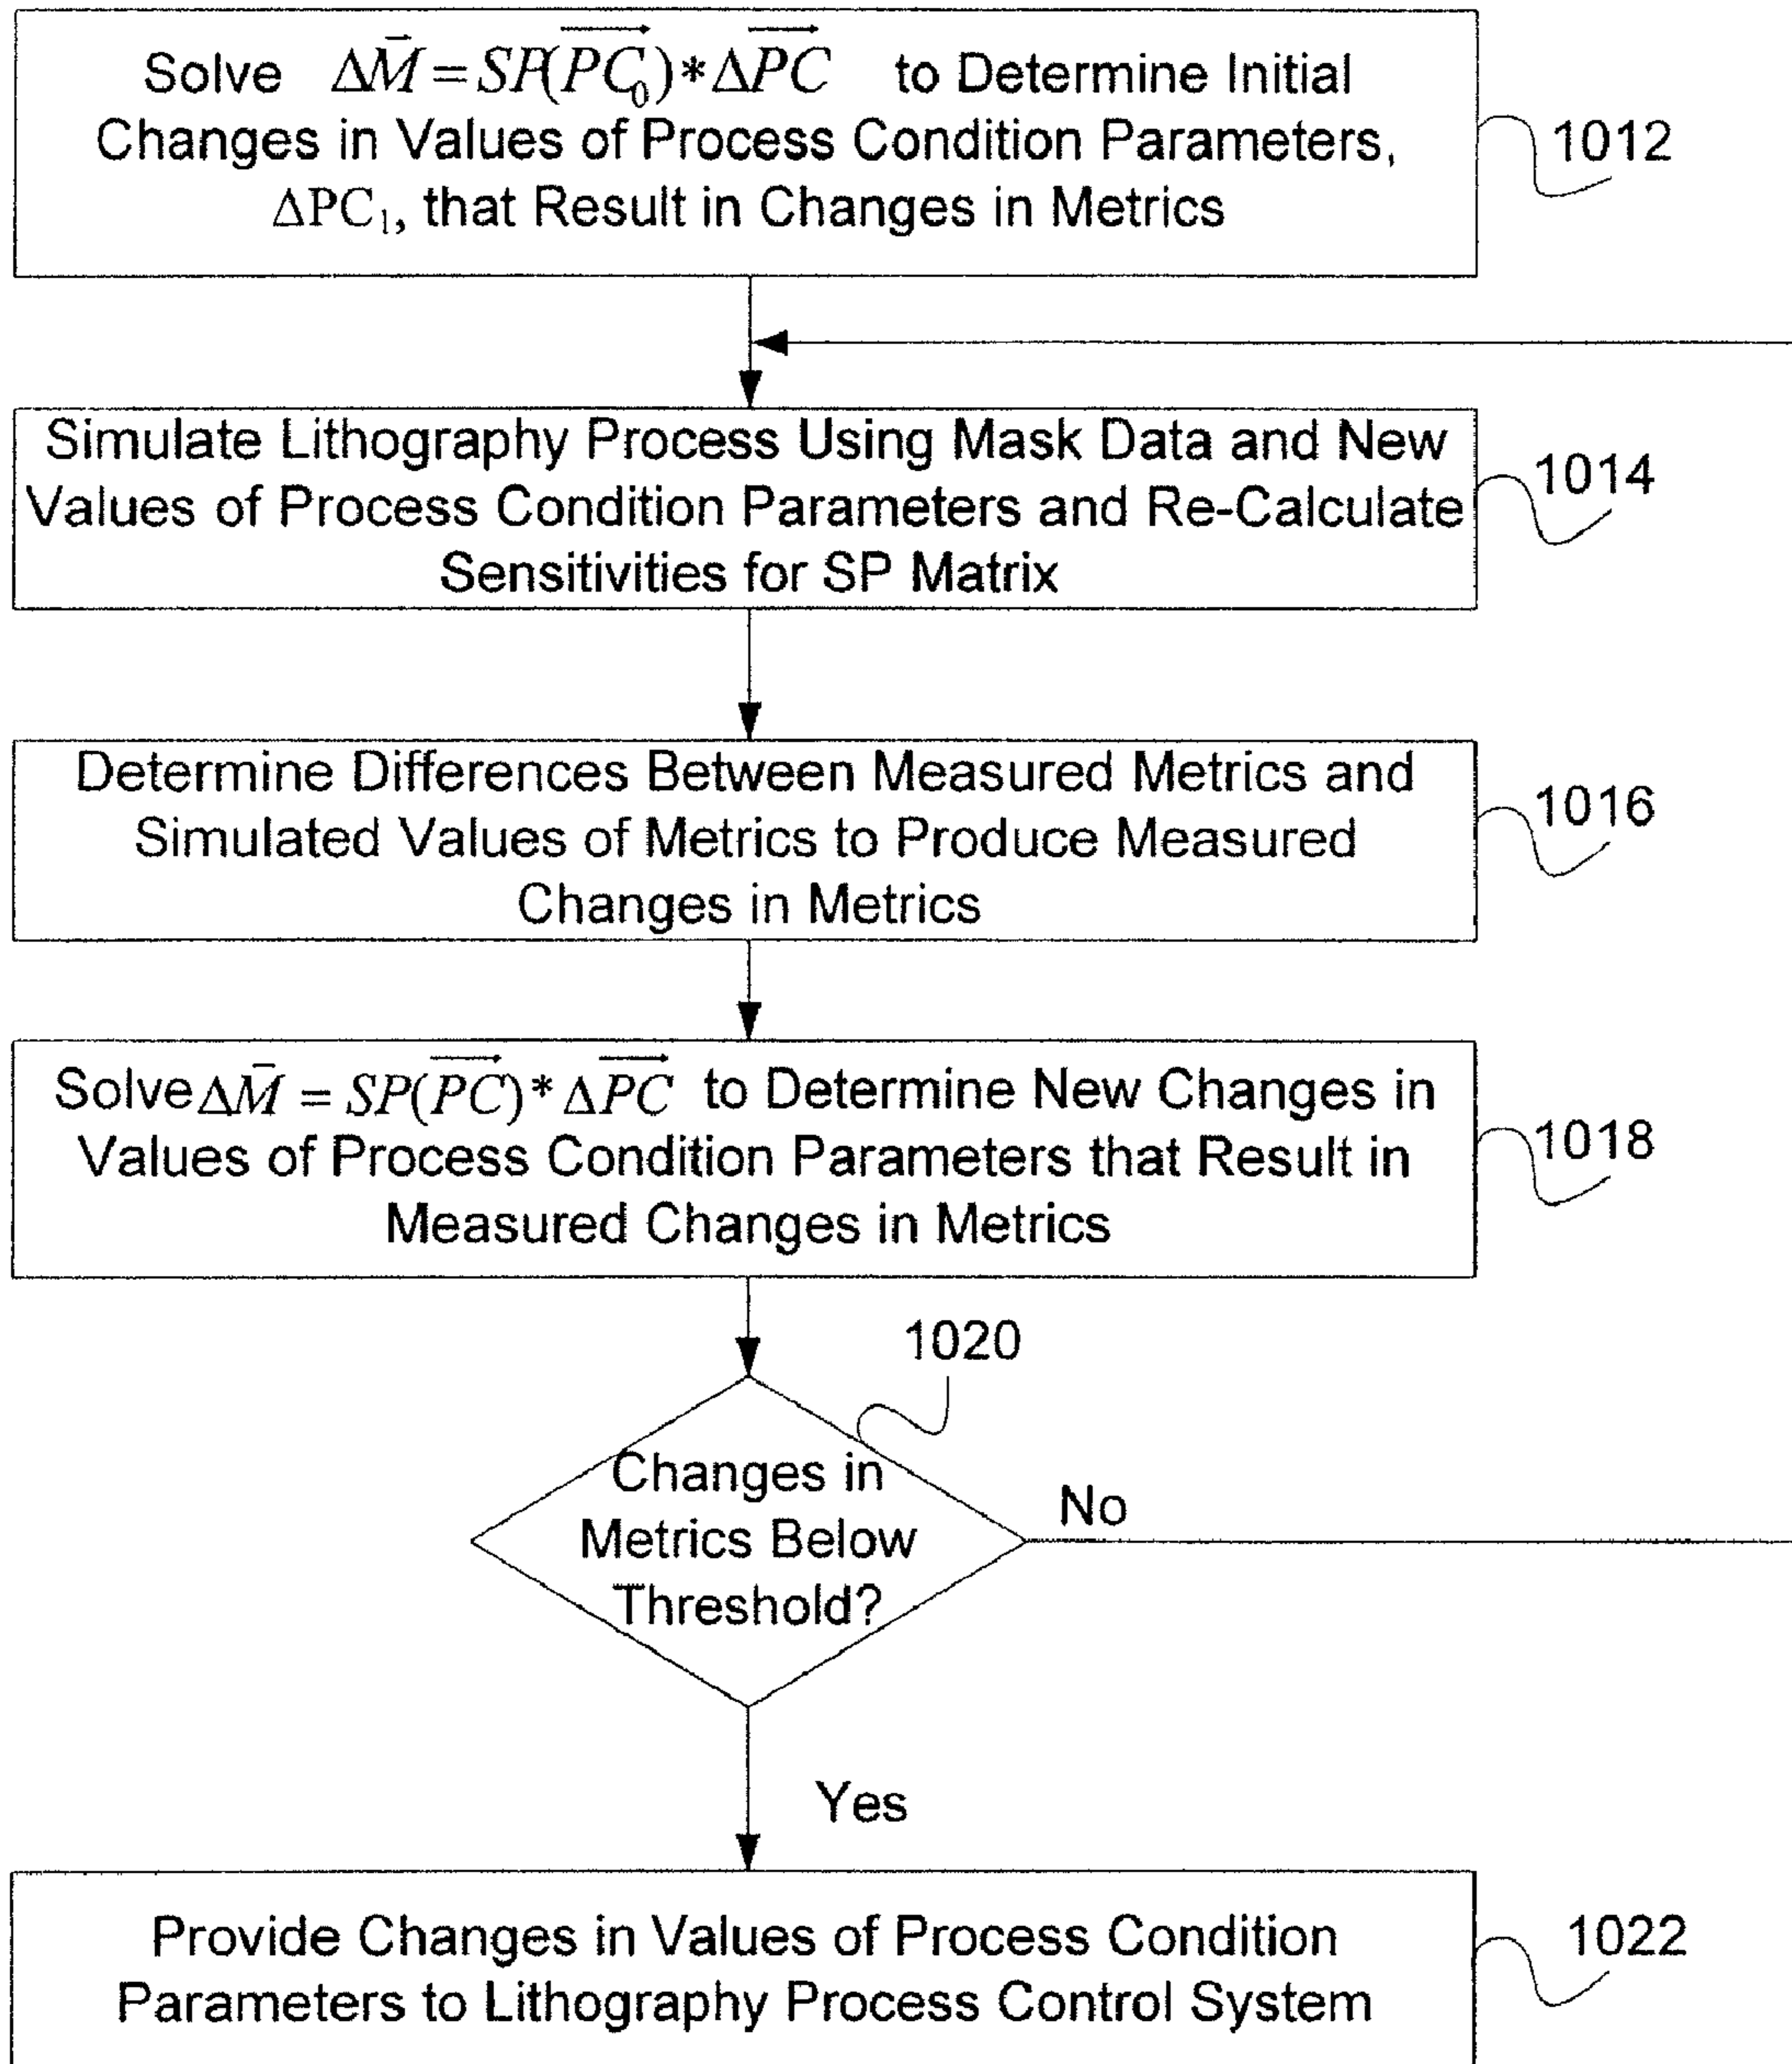 Solve ΔM̄ = SP(PC₀→) * ΔPC→ to Determine Initial
Changes in Values of Process Condition Parameters,
ΔPC₁, that Result in Changes in Metrics
1012
Simulate Lithography Process Using Mask Data and New
Values of Process Condition Parameters and Re-Calculate
Sensitivities for SP Matrix
1014
Determine Differences Between Measured Metrics and
Simulated Values of Metrics to Produce Measured
Changes in Metrics
1016
Solve ΔM̄ = SP(PC→) * ΔPC→ to Determine New Changes in
Values of Process Condition Parameters that Result in
Measured Changes in Metrics
1018
1020
Changes in
Metrics Below
Threshold?
No
Yes
Provide Changes in Values of Process Condition
Parameters to Lithography Process Control System
1022